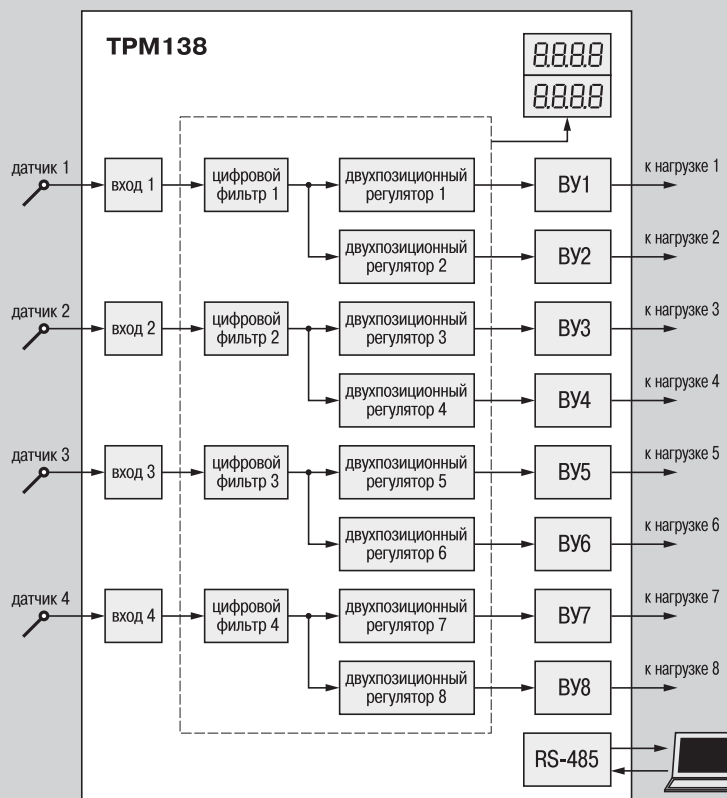 ТРМ138
8.8.8.8
8.8.8.8
датчик 1
вход 1
цифровой
фильтр 1
двухпозиционный
регулятор 1
ВУ1
к нагрузке 1
двухпозиционный
регулятор 2
ВУ2
к нагрузке 2
датчик 2
вход 2
цифровой
фильтр 2
двухпозиционный
регулятор 3
ВУ3
к нагрузке 3
двухпозиционный
регулятор 4
ВУ4
к нагрузке 4
датчик 3
вход 3
цифровой
фильтр 3
двухпозиционный
регулятор 5
ВУ5
к нагрузке 5
двухпозиционный
регулятор 6
ВУ6
к нагрузке 6
датчик 4
вход 4
цифровой
фильтр 4
двухпозиционный
регулятор 7
ВУ7
к нагрузке 7
двухпозиционный
регулятор 8
ВУ8
к нагрузке 8
RS-485